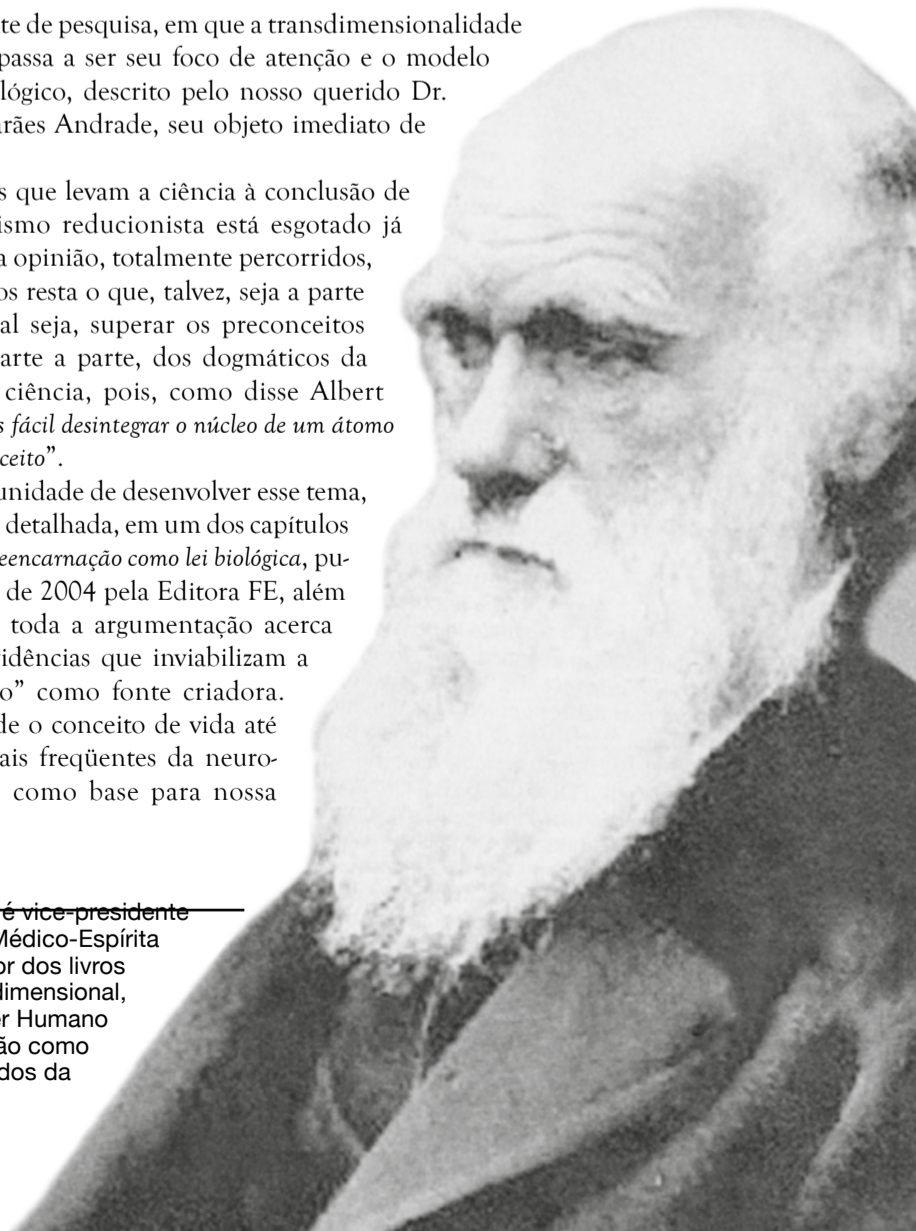 te de pesquisa, em que a transdimensionalidade
passa a ser seu foco de atenção e o modelo
lógico, descrito pelo nosso querido Dr.
arães Andrade, seu objeto imediato de
s que levam a ciência à conclusão de
ismo reducionista está esgotado já
a opinião, totalmente percorridos,
os resta o que, talvez, seja a parte
al seja, superar os preconceitos
arte a parte, dos dogmáticos da
ciência, pois, como disse Albert
s fácil desintegrar o núcleo de um átomo
ceito”.
unidade de desenvolver esse tema,
detalhada, em um dos capítulos
eencarnação como lei biológica, pu-
de 2004 pela Editora FE, além
toda a argumentação acerca
idências que inviabilizam a
o” como fonte criadora.
de o conceito de vida até
ais freqüentes da neuro-
como base para nossa
é vice-presidente
Médico-Espírita
or dos livros
dimensional,
er Humano
ão como
dos da